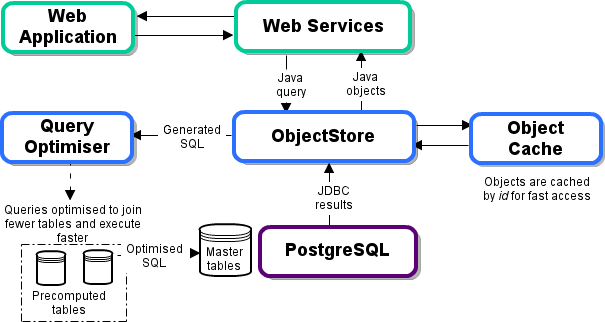 Web
Application
Web Services
Java
query
Java
objects
Query
Optimiser
Generated
SQL
ObjectStore
Object
Cache
Objects are cached
by id for fast access
JDBC
results
Queries optimised to join
fewer tables and execute
faster
Optimised
SQL
Master
tables
PostgreSQL
Precomputed
tables